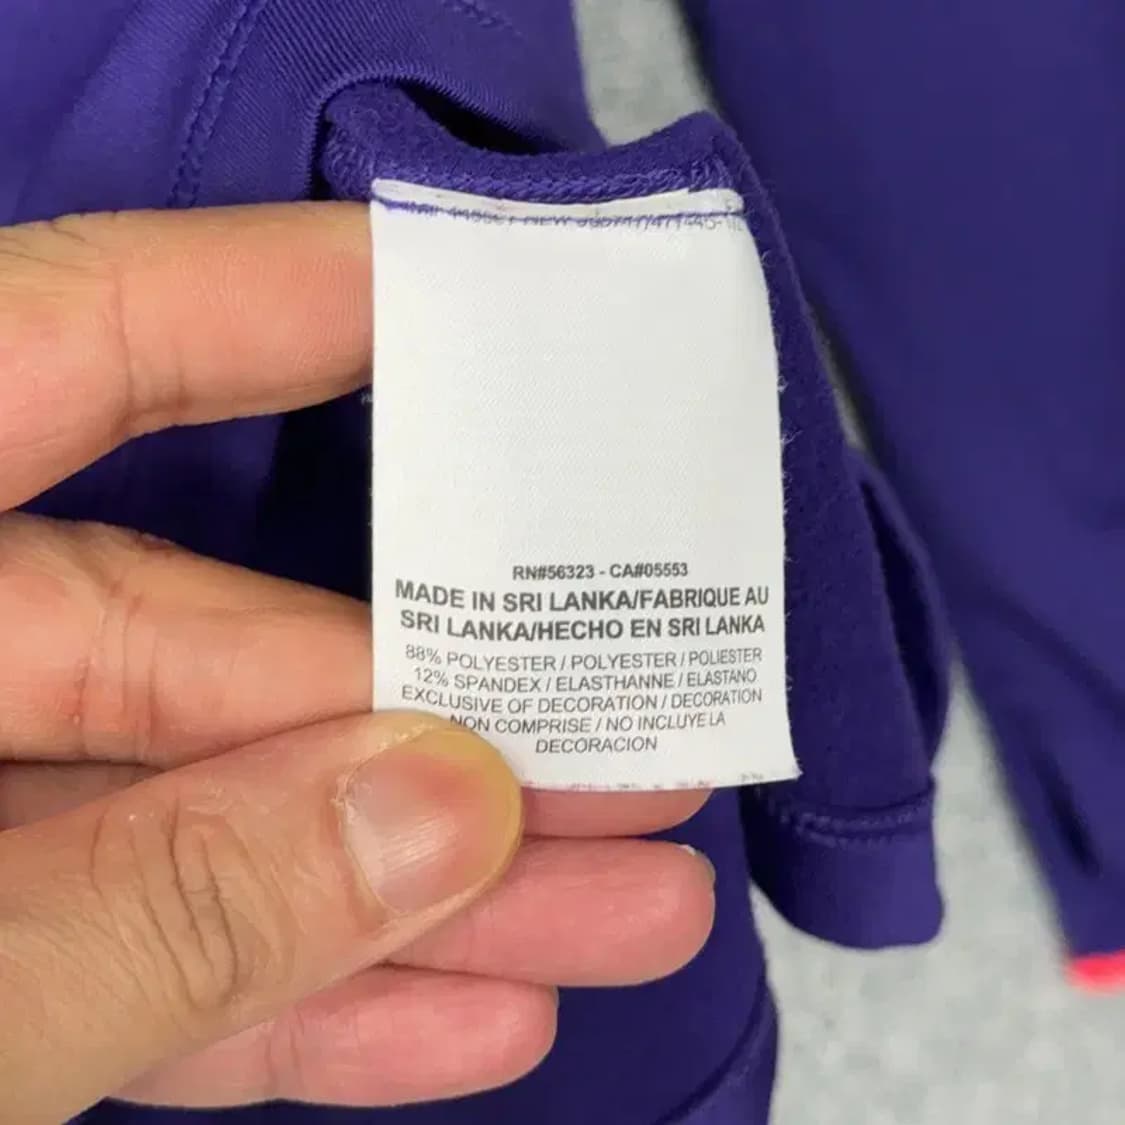 RN#56323 - CA#05553
MADE IN SRI LANKA/FABRIQUE AU
SRI LANKA/HECHO EN SRI LANKA
88% POLYESTER / POLYESTER / POLIESTER
12% SPANDEX / ELASTHANNE / ELASTANO
EXCLUSIVE OF DECORATION / DECORATION
NON COMPRISE / NO INCLUYE LA
DECORACION